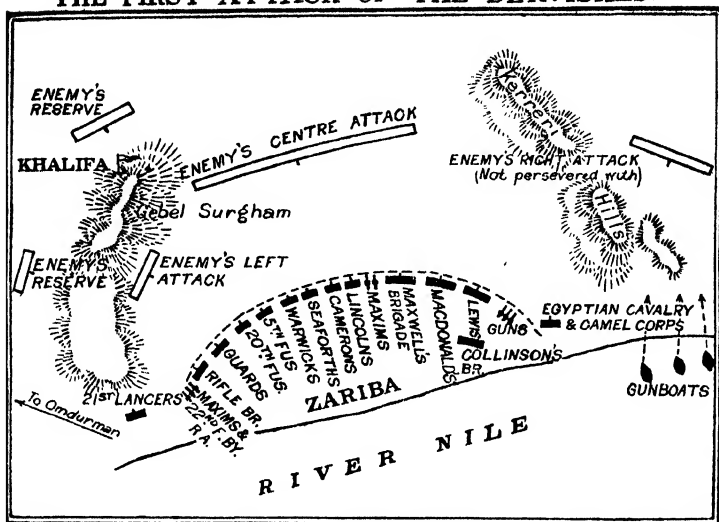 THE FIRST ATTACK OF THE DERVISHES
ENEMY'S
RESERVE
KHALIFA
ENEMY'S CENTRE ATTACK
Gebel Surgham
Kerreri
ENEMY'S RIGHT ATTACK
(Not persevered with)
Hills
ENEMY'S
RESERVE
ENEMY'S LEFT
ATTACK
21ST LANCERS
To Omdurman
MAXIMS &
22ND F. BY.
R.A.
RIFLE BR.
GUARDS
20TH FUS.
5TH FUS
WARWICKS
SEAFORTHS
CAMERONS
LINCOLNS
MAXIMS
MAXWELL'S
BRIGADE
MACDONALD'S
LEWIS'
COLLINSON'S
BR.
GUNS
EGYPTIAN CAVALRY
& CAMEL CORPS
GUNBOATS
ZARIBA
RIVER NILE